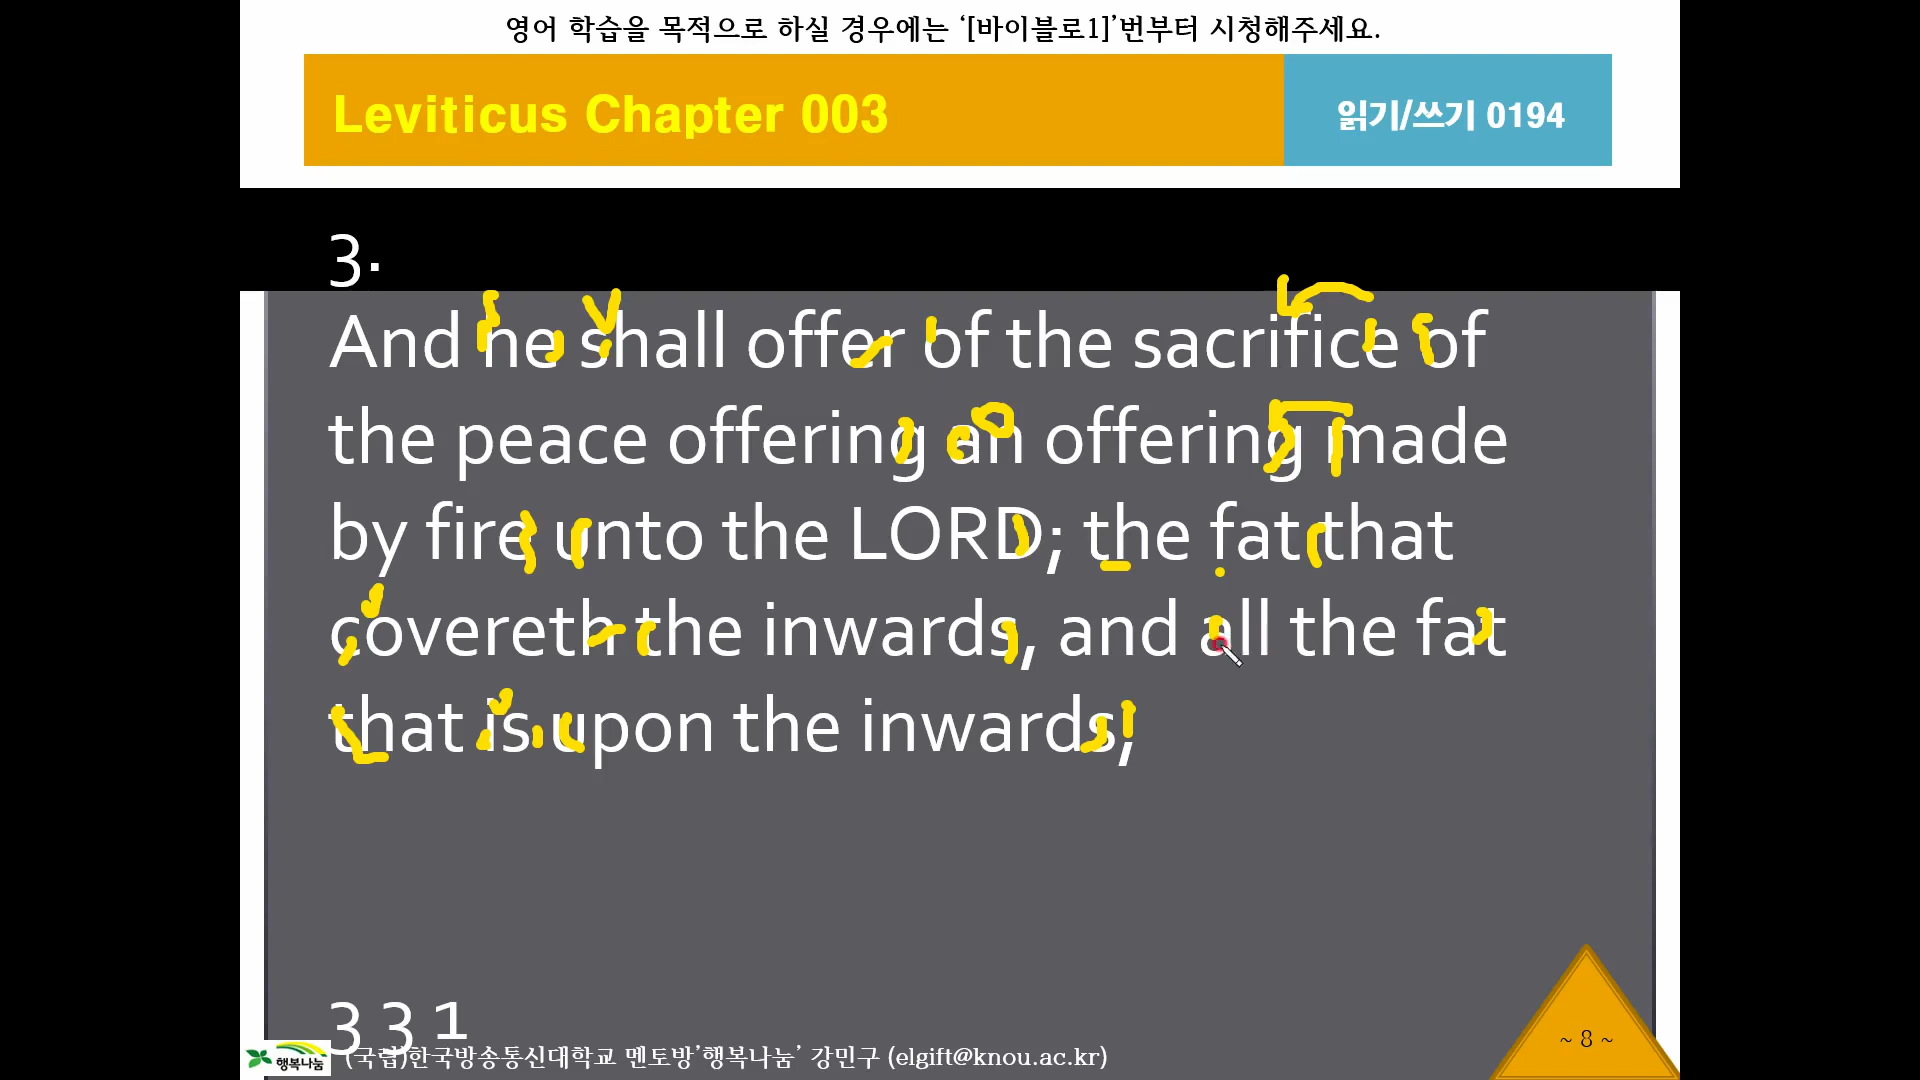 영어 학습을 목적으로 하실 경우에는 ‘[바이블로1]’번부터 시청해주세요.
Leviticus Chapter 003
읽기/쓰기 0194
3.
And he shall offer of the sacrifice of
the peace offering an offering made
by fire unto the LORD; the fat that
covereth the inwards, and all the fat
that is upon the inwards,
3 3 1
행복나눔
(국립)한국방송통신대학교 멘토방’행복나눔’ 강민구 (elgift@knou.ac.kr)
~ 8 ~